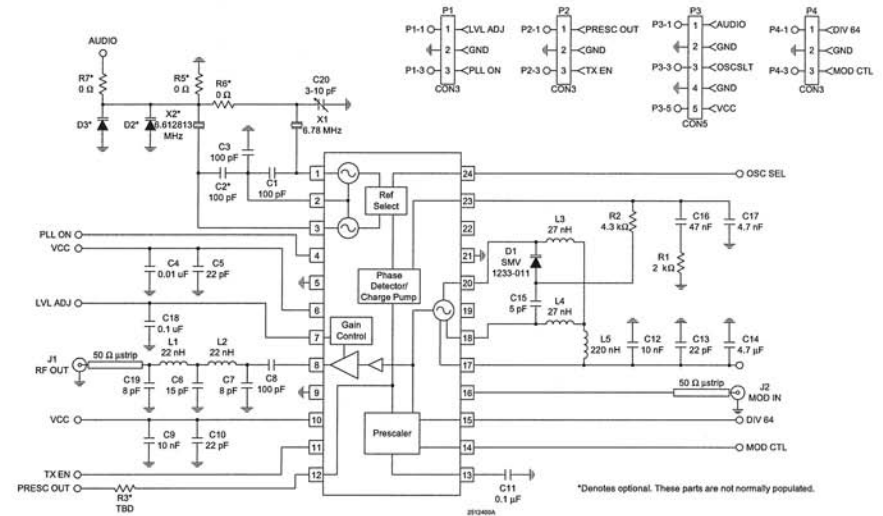 P1
P1-1
1
LVL ADJ
2
GND
P1-3
3
PLL ON
CON3
P2
P2-1
1
PRESC OUT
2
GND
P2-3
3
TX EN
CON3
P3
P3-1
1
AUDIO
2
GND
P3-3
3
OSCSLT
4
GND
P3-5
5
VCC
CON5
P4
P4-1
1
DIV 64
2
GND
P4-3
3
MOD CTL
CON3
AUDIO
R7*
0 Ω
R5*
0 Ω
R6*
0 Ω
C20
3-10 pF
D3*
D2*
X2*
6.612813
MHz
X1
6.78 MHz
C3
100 pF
C2*
100 pF
C1
100 pF
PLL ON
VCC
C4
0.01 uF
C5
22 pF
LVL ADJ
C18
0.1 uF
J1
RF OUT
50 Ω µstrip
L1
22 nH
L2
22 nH
C19
8 pF
C6
15 pF
C7
8 pF
C8
100 pF
VCC
C9
10 nF
C10
22 pF
TX EN
PRESC OUT
R3*
TBD
1
2
3
4
5
6
7
8
9
10
11
12
Ref
Select
Phase
Detector/
Charge Pump
Gain
Control
Prescaler
24
23
22
21
20
19
18
17
16
15
14
13
OSC SEL
R2
4.3 kΩ
C16
47 nF
C17
4.7 nF
R1
2 kΩ
L3
27 nH
D1
SMV
1233-011
C15
5 pF
L4
27 nH
L5
220 nH
C12
10 nF
C13
22 pF
C14
4.7 µF
50 Ω µstrip
J2
MOD IN
DIV 64
MOD CTL
C11
0.1 µF
*Denotes optional. These parts are not normally populated.
2512400A